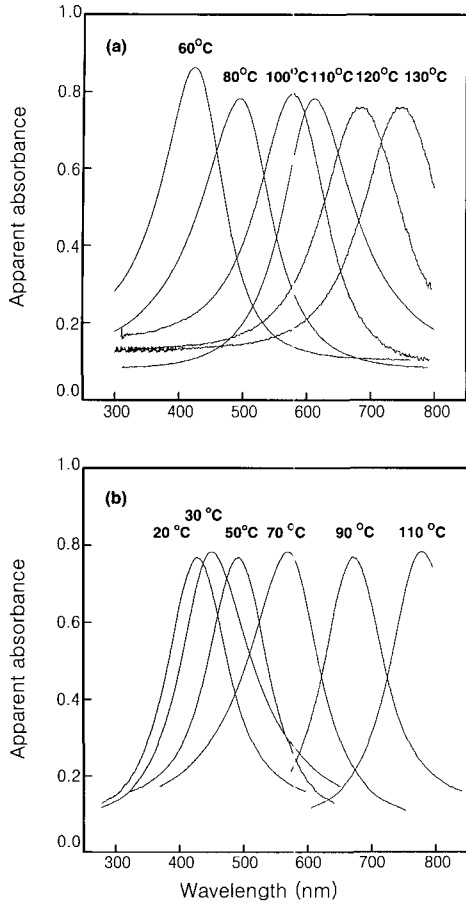 1.0
(a)
60°C
80°C 100°C 110°C 120°C 130°C
0.8
0.6
0.4
0.2
0.0
Apparent absorbance
300 400 500 600 700 800
1.0
(b)
30 °C
20 °C 50°C 70 °C 90 °C 110 °C
0.8
0.6
0.4
0.2
0.0
Apparent absorbance
300 400 500 600 700 800
Wavelength (nm)